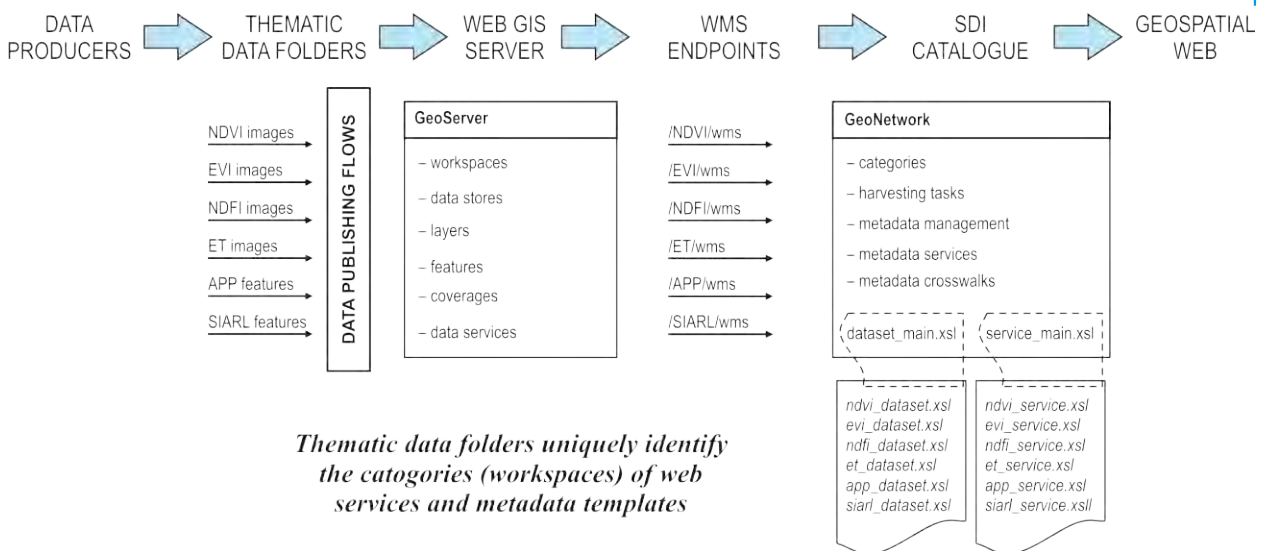 DATA
PRODUCERS
THEMATIC
DATA FOLDERS
WEB GIS
SERVER
WMS
ENDPOINTS
SDI
CATALOGUE
GEOSPATIAL
WEB
NDVI images
EVI images
NDFI images
ET images
APP features
SIARL features
DATA PUBLISHING FLOWS
GeoServer
– workspaces
– data stores
– layers
– features
– coverages
– data services
/NDVI/wms
/EVI/wms
/NDFI/wms
/ET/wms
/APP/wms
/SIARL/wms
GeoNetwork
– categories
– harvesting tasks
– metadata management
– metadata services
– metadata crosswalks
dataset_main.xsl
service_main.xsl
ndvi_dataset.xsl
evi_dataset.xsl
ndfi_dataset.xsl
et_dataset.xsl
app_dataset.xsl
siarl_dataset.xsl
ndvi_service.xsl
evi_service.xsl
ndfi_service.xsl
et_service.xsl
app_service.xsl
siarl_service.xsll
Thematic data folders uniquely identify
the catogories (workspaces) of web
services and metadata templates